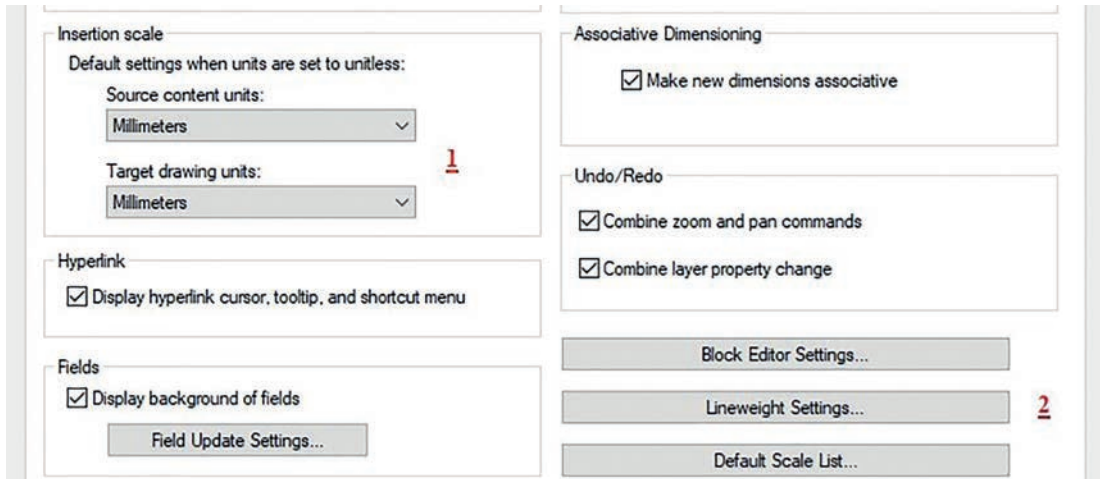 Insertion scale
Default settings when units are set to unitless:
Source content units:
Millimeters
1
Target drawing units:
Millimeters
Hyperlink
Display hyperlink cursor, tooltip, and shortcut menu
Fields
Display background of fields
Field Update Settings...
Associative Dimensioning
Make new dimensions associative
Undo/Redo
Combine zoom and pan commands
Combine layer property change
Block Editor Settings...
Lineweight Settings...
2
Default Scale List...